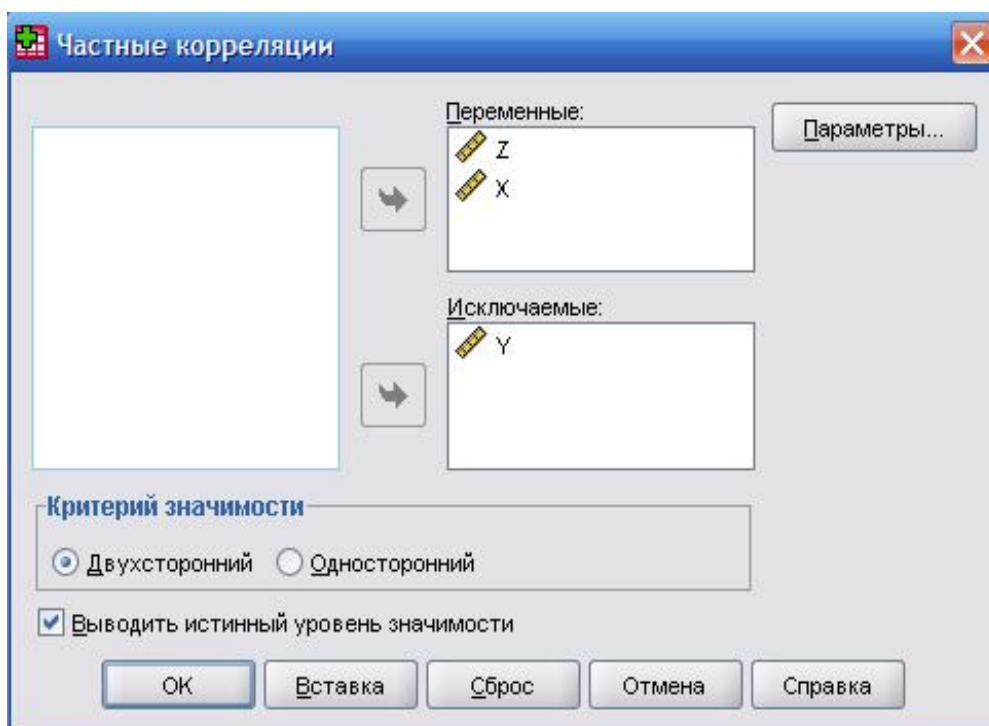 Частные корреляции
Переменные:
Z
X
Параметры...
Исключаемые:
Y
Критерий значимости
Двухсторонний
Односторонний
Выводить истинный уровень значимости
OK
Вставка
Сброс
Отмена
Справка